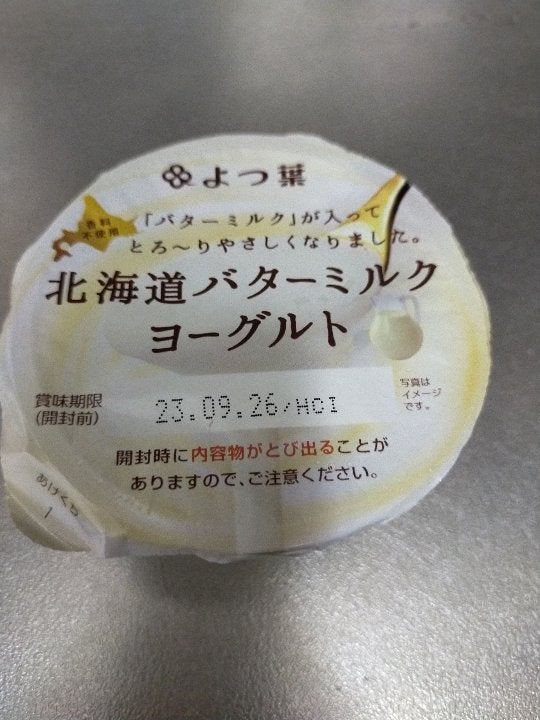 よつ葉
香料
不使用
「バターミルク」が入って
とろ〜りやさしくなりました。
北海道バターミルク
ヨーグルト
賞味期限
(開封前)
23.09.26/HCI
写真は
イメージ
です。
開封時に内容物がとび出ることが
ありますので、ご注意ください。
あけくち